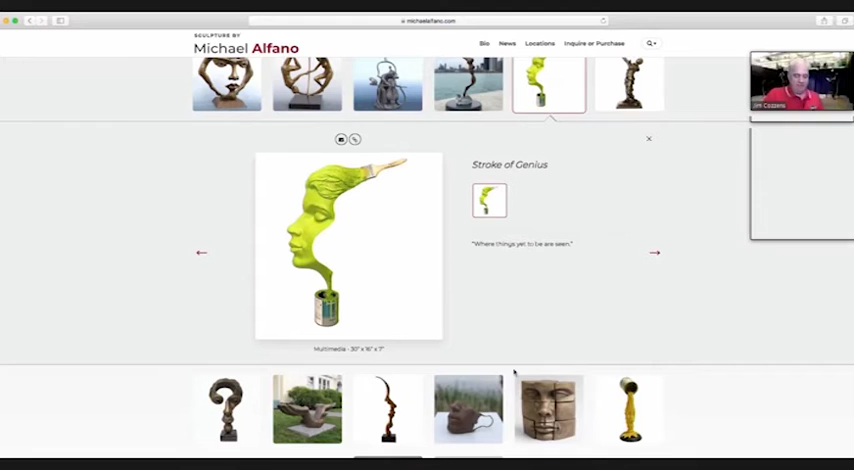 michaelalfano.com
SCULPTURE BY
Michael Alfano
Bio News Locations Inquire or Purchase
Jim Cozzens
Stroke of Genius
"Where things yet to be are seen."
Multimedia - 30" x 16" x 7"